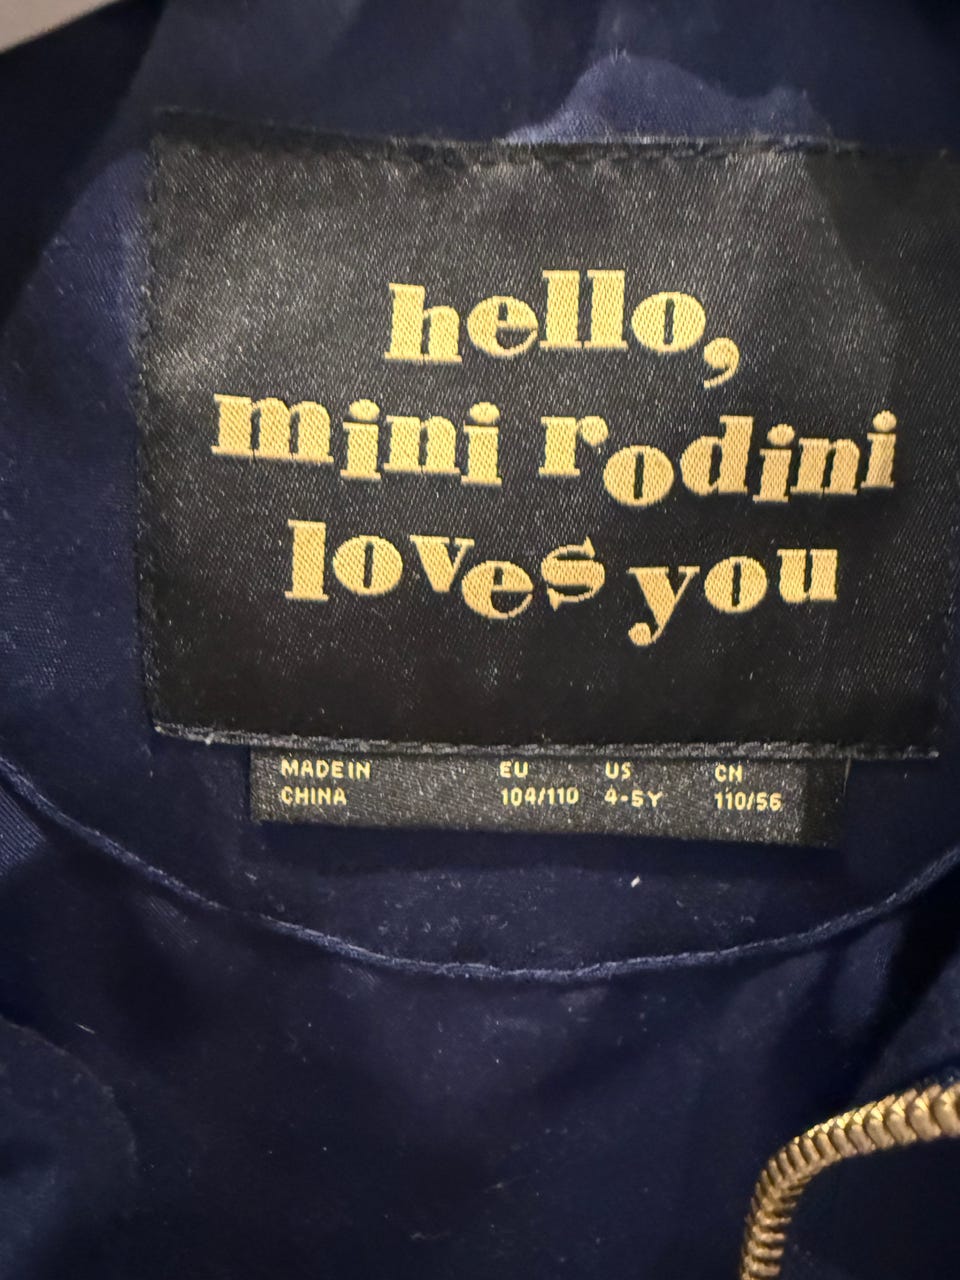 hello,
mini rodini
loves you
MADE IN EU US CN
CHINA 104/110 4-5Y 110/56